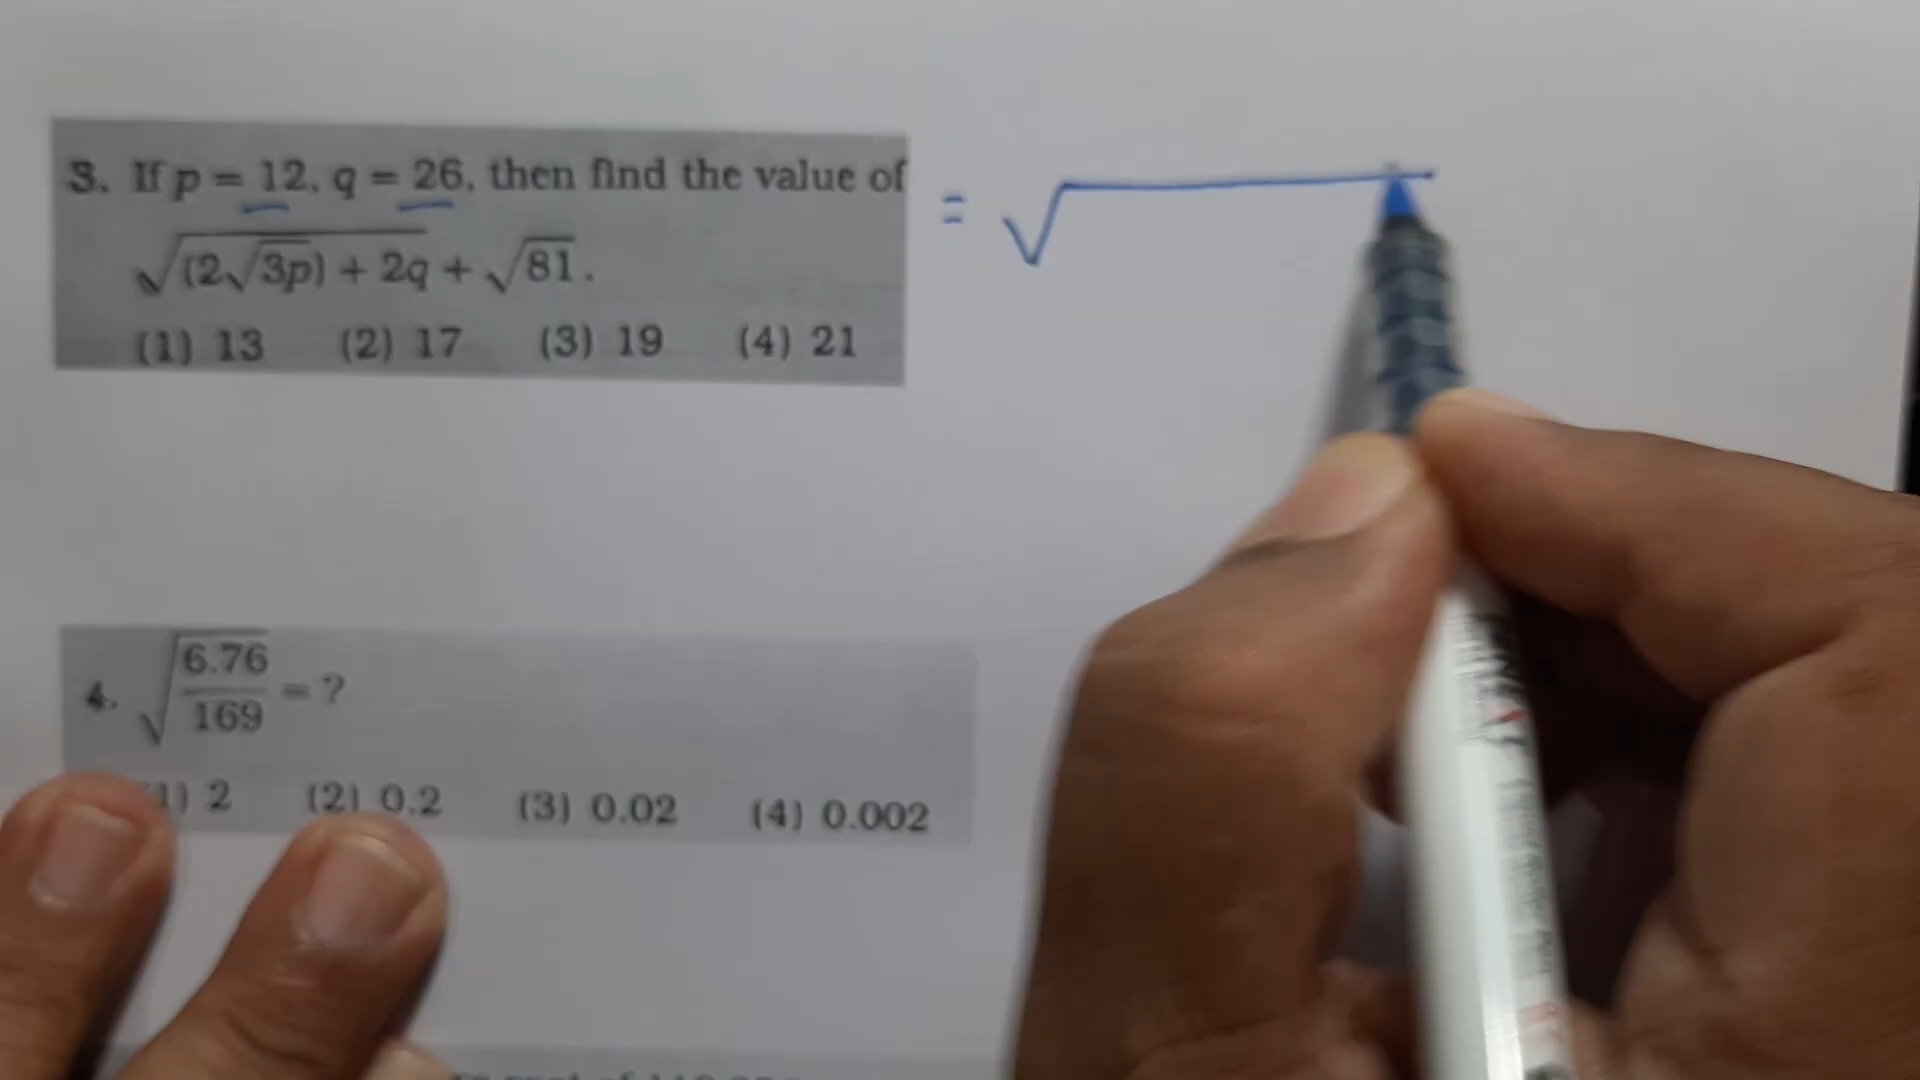 3. If p = 12, q = 26, then find the value of
√((2√(3p)) + 2q) + √81.
(1) 13 (2) 17 (3) 19 (4) 21
= √
4. √(6.76/169) = ?
1) 2 (2) 0.2 (3) 0.02 (4) 0.002